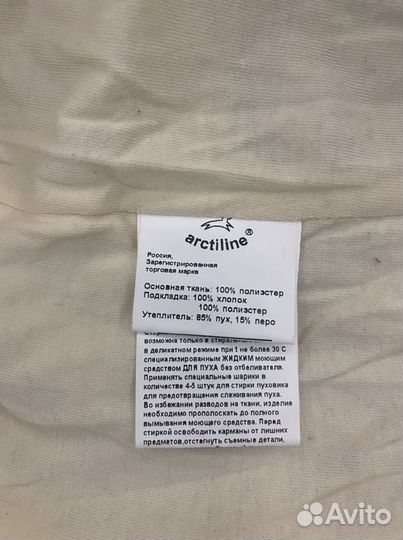 arctiline®
Россия,
Зарегистрированная
торговая марка
Основная ткань: 100% полиэстер
Подкладка: 100% хлопок
100% полиэстер
Утеплитель: 85% пух, 15% перо
возможна только в стиральной
в деликатном режиме при t не более 30 С
специализированным ЖИДКИМ моющим
средством ДЛЯ ПУХА без отбеливателя.
Применять специальные шарики в
количестве 4-5 штук для стирки пуховика
для предотвращения слеживания пуха.
Во избежании разводов на ткани, изделие
необходимо прополоскать до полного
вымывания моющего средства. Перед
стиркой освободить карманы от лишних
предметов,отстегнуть съемные детали,
Avito